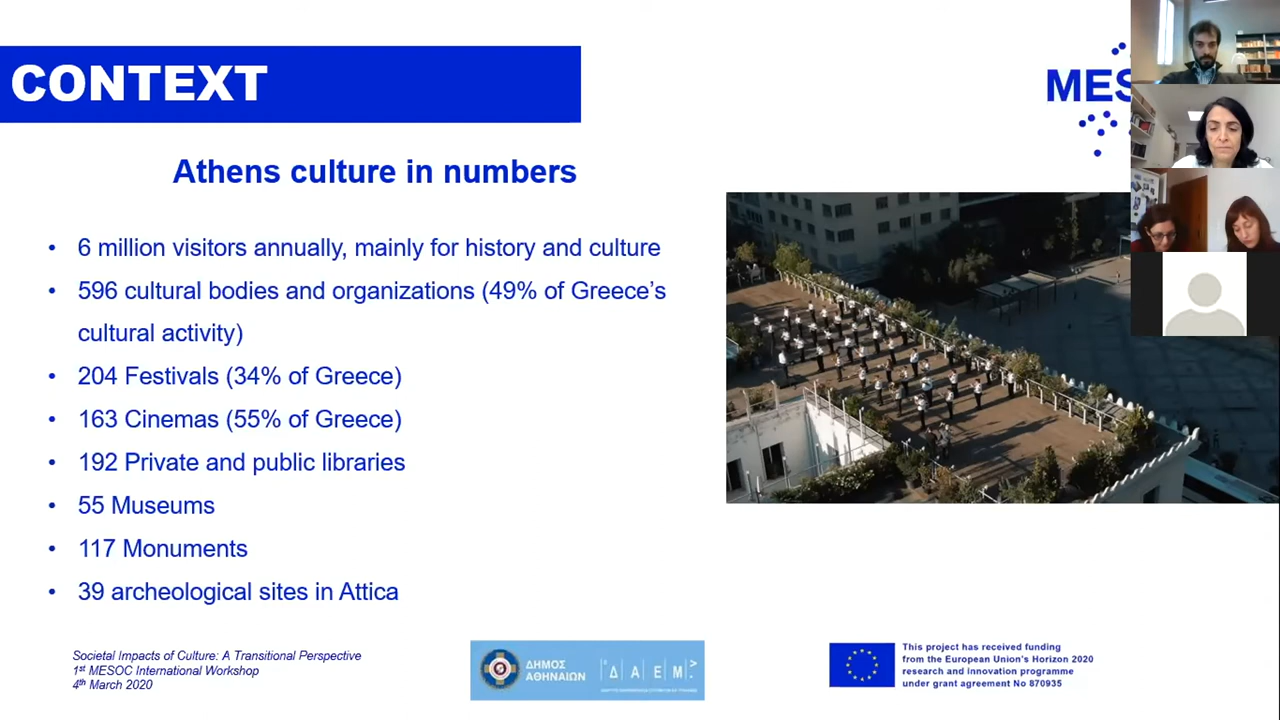 CONTEXT
MES
Athens culture in numbers
• 6 million visitors annually, mainly for history and culture
• 596 cultural bodies and organizations (49% of Greece’s
cultural activity)
• 204 Festivals (34% of Greece)
• 163 Cinemas (55% of Greece)
• 192 Private and public libraries
• 55 Museums
• 117 Monuments
• 39 archeological sites in Attica
Societal Impacts of Culture: A Transitional Perspective
1st MESOC International Workshop
4th March 2020
ΔΗΜΟΣ
ΑΘΗΝΑΙΩΝ
ΔΑΕΜ
This project has received funding
from the European Union’s Horizon 2020
research and innovation programme
under grant agreement No 870935